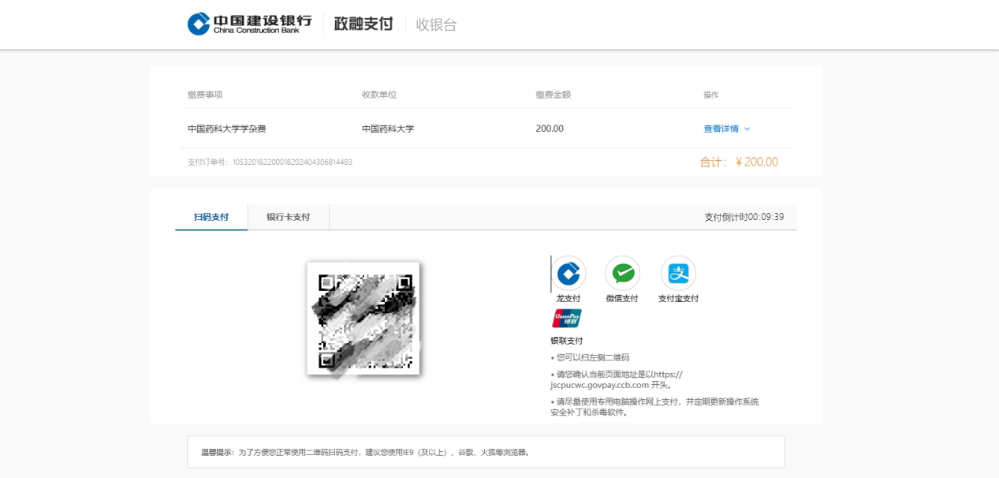 中国建设银行 政融支付 收银台
China Construction Bank
缴费事项 收款单位 缴费金额 操作
中国药科大学学杂费 中国药科大学 200.00 查看详情
支付订单号：105320182200018202404306814483 合计：￥200.00
扫码支付 银行卡支付 支付倒计时00:09:39
支
龙支付 微信支付 支付宝支付
UnionPay
银联
银联支付
• 您可以扫左侧二维码
• 请您确认当前页面地址是以https://
jscpucwc.govpay.ccb.com 开头。
• 请尽量使用专用电脑操作网上支付，并定期更新操作系统
安全补丁和杀毒软件。
温馨提示：为了方便您正常使用二维码扫码支付，建议您使用IE9（及以上）、谷歌、火狐等浏览器。